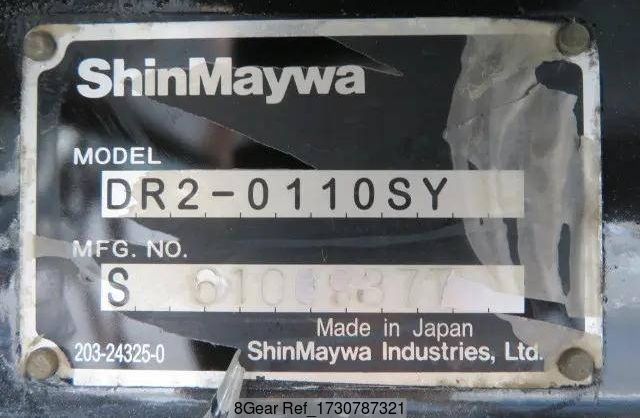 ShinMaywa
MODEL
DR2-0110SY
MFG. NO.
S
Made in Japan
203-24325-0
ShinMaywa Industries, Ltd.
8Gear Ref_1730787321